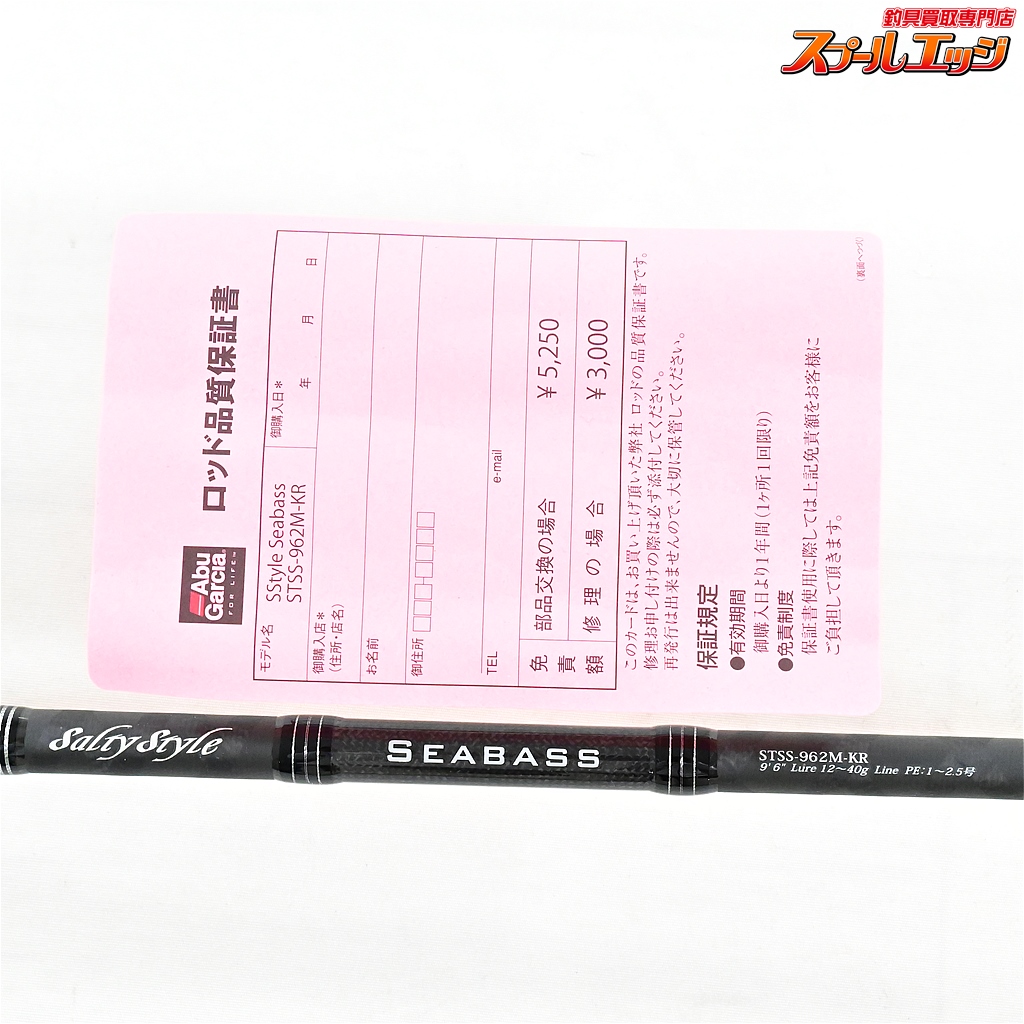 釣具買取専門店
スプールエッジ
Abu
Garcia
FOR LIFE™
ロッド品質保証書
モデル名
SStyle Seabass
STSS-962M-KR
御購入日*
年 月 日
御購入店*
(住所・店名)
お名前
御住所
TEL
e-mail
免責額
部品交換の場合 ¥5,250
修理の場合 ¥3,000
このカードは、お買い上げ頂いた弊社 ロッドの品質保証書です。
修理お申し付けの際は必ず添付してください。
再発行は出来ませんので、大切に保管してください。
保証規定
●有効期間
御購入日より1年間(1ヶ所1回限り)
●免責制度
保証書使用に際しては上記免責額をお客様に
ご負担して頂きます。
(裏面へつづく)
Salty Style
SEABASS
STSS-962M-KR
9'6" Lure 12~40g Line PE:1~2.5号